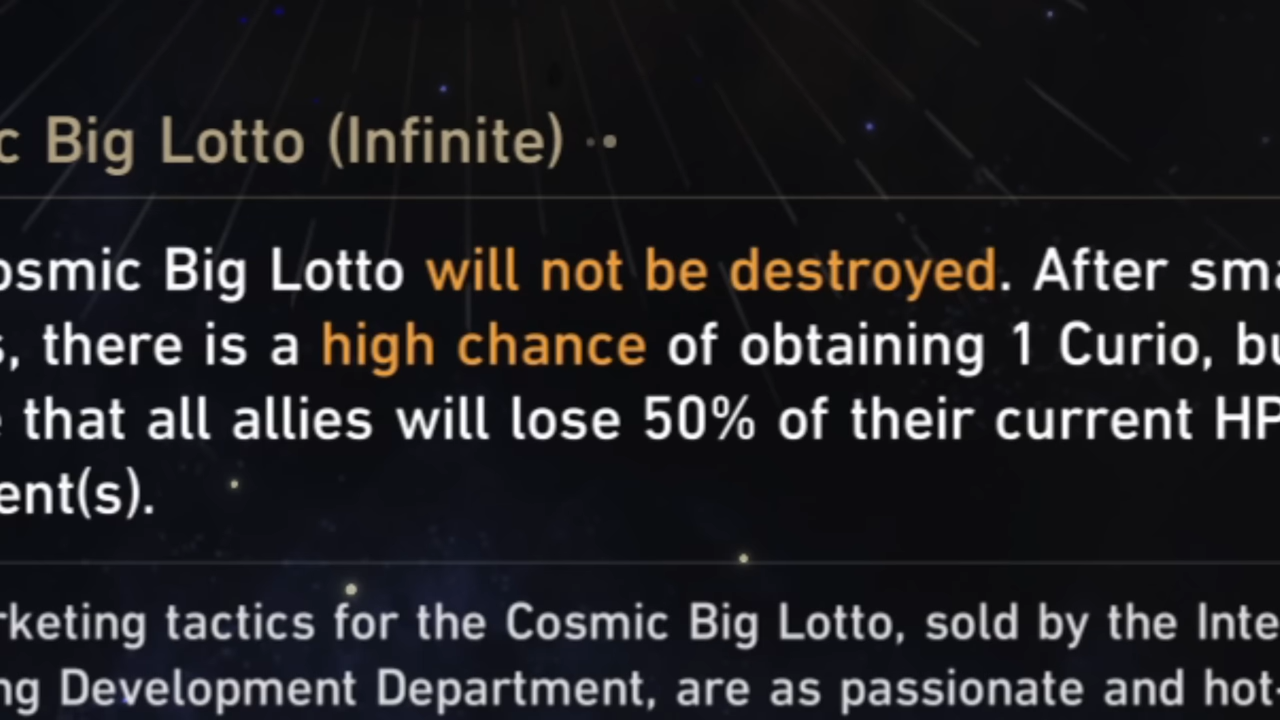 c Big Lotto (Infinite)
osmic Big Lotto will not be destroyed. After sma
s, there is a high chance of obtaining 1 Curio, bu
e that all allies will lose 50% of their current HP
ent(s).
rketing tactics for the Cosmic Big Lotto, sold by the Inte
ng Development Department, are as passionate and hot-